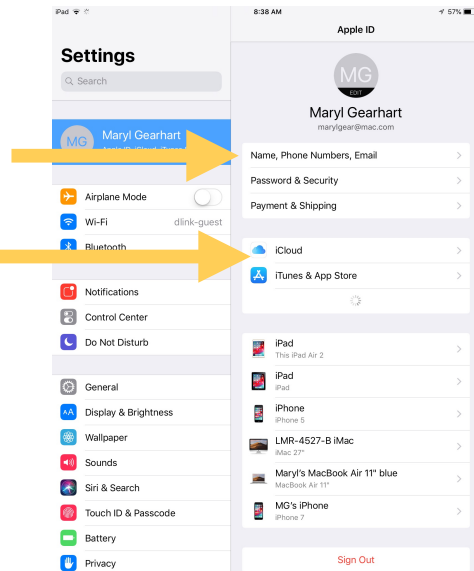 iPad
8:38 AM
57%
Settings
Search
MG
Maryl Gearhart
Airplane Mode
Wi-Fi
dlink-guest
Bluetooth
Notifications
Control Center
Do Not Disturb
General
Display & Brightness
AA
Wallpaper
Sounds
Siri & Search
Touch ID & Passcode
Battery
Privacy
Apple ID
MG
EDIT
Maryl Gearhart
marylgear@mac.com
Name, Phone Numbers, Email
Password & Security
Payment & Shipping
iCloud
iTunes & App Store
iPad
This iPad Air 2
iPad
iPad
iPhone
iPhone 5
LMR-4527-B iMac
iMac 27"
Maryl's MacBook Air 11" blue
MacBook Air 11"
MG's iPhone
iPhone 7
Sign Out